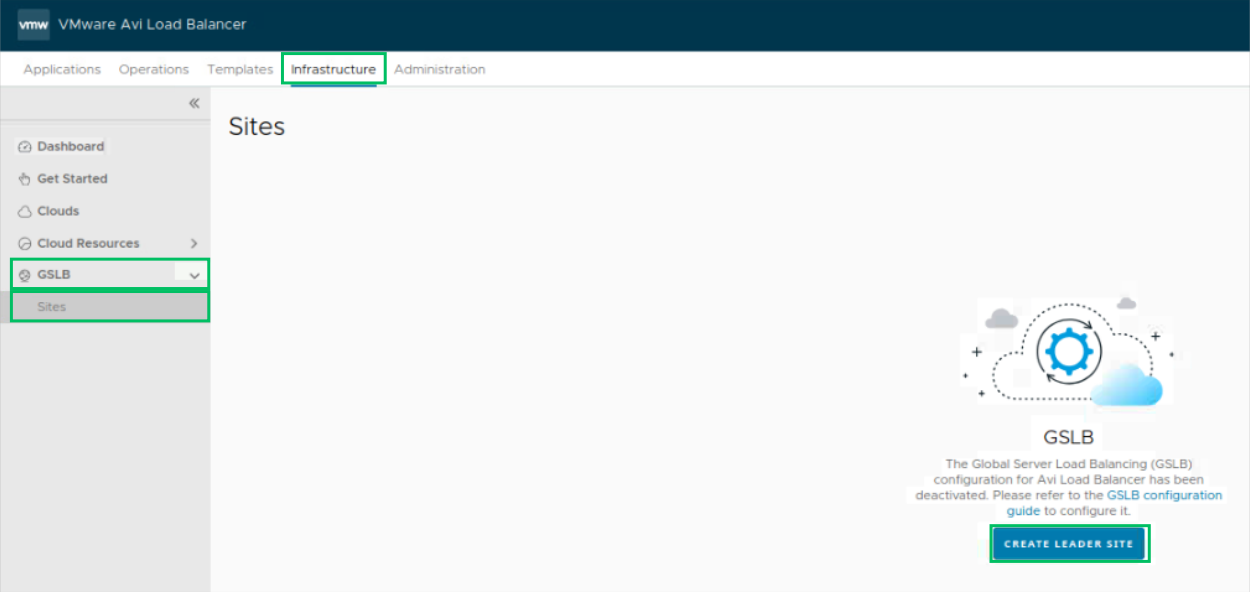 vmw VMware Avi Load Balancer
Applications Operations Templates Infrastructure Administration
Sites
Dashboard
Get Started
Clouds
Cloud Resources
GSLB
Sites
GSLB
The Global Server Load Balancing (GSLB)
configuration for Avi Load Balancer has been
deactivated. Please refer to the GSLB configuration
guide to configure it.
CREATE LEADER SITE